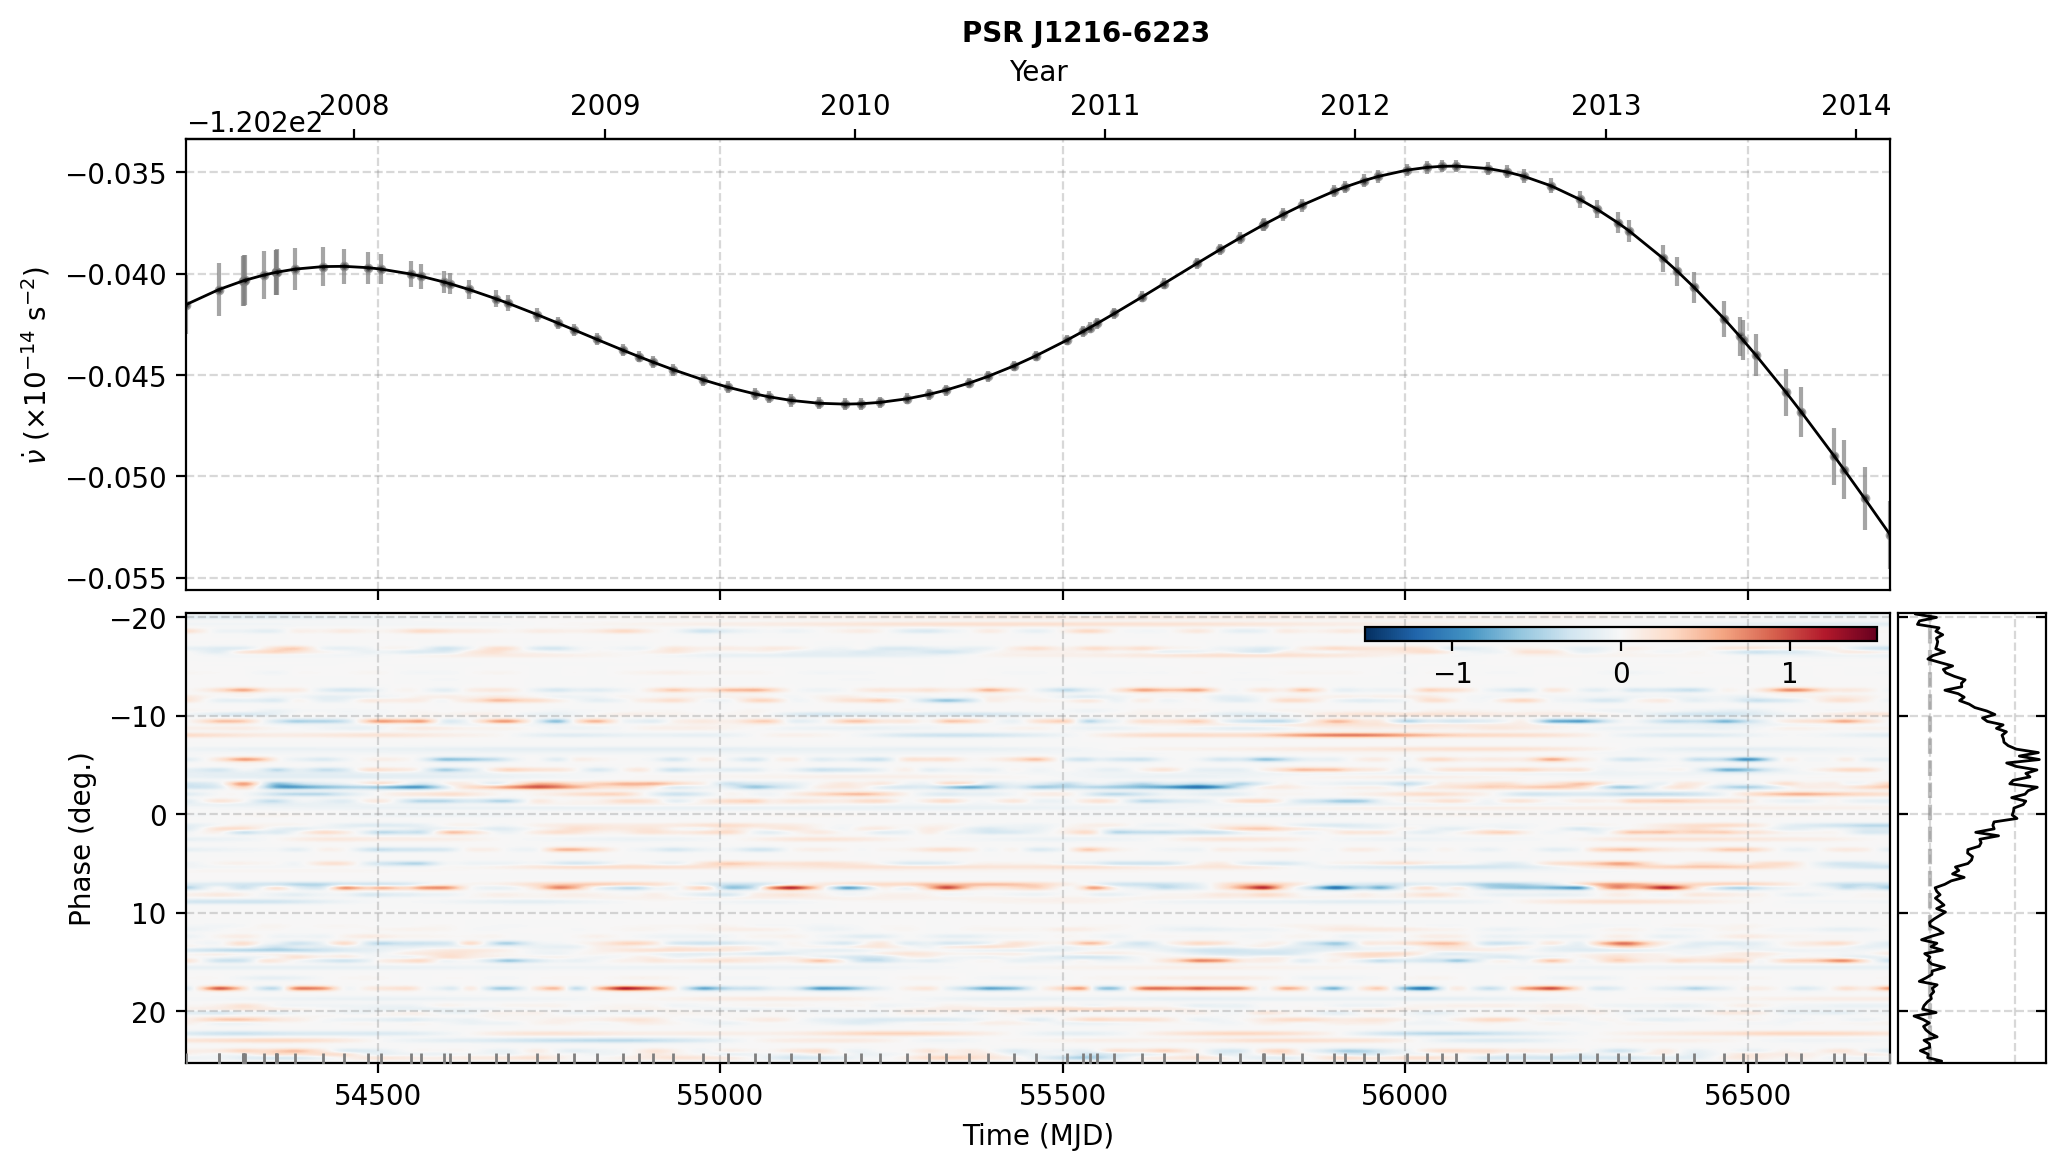 PSR J1216-6223
Year
2008 2009 2010 2011 2012 2013 2014
−1.202e2
−0.035
−0.040
−0.045
−0.050
−0.055
ν̇ (×10⁻¹⁴ s⁻²)
−20
−10
0
10
20
Phase (deg.)
−1 0 1
54500 55000 55500 56000 56500
Time (MJD)